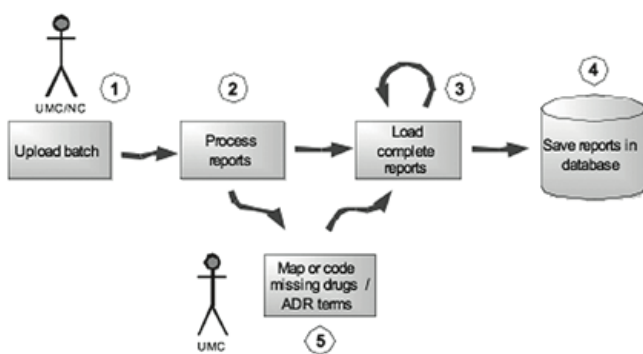 1
2
3
4
UMC/NC
Upload batch
Process
reports
Load
complete
reports
Save reports in
database
Map or code
missing drugs /
ADR terms
UMC
5